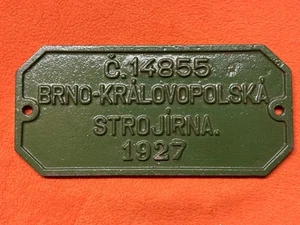 Č.14855
BRNO-KRÁLOVOPOLSKÁ
STROJÍRNA.
1927